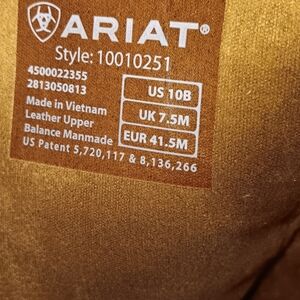 ARIAT®
Style: 10010251
4500022355
2813050813
Made in Vietnam
Leather Upper
Balance Manmade
US 10B
UK 7.5M
EUR 41.5M
US Patent 5,720,117 & 8,136,266